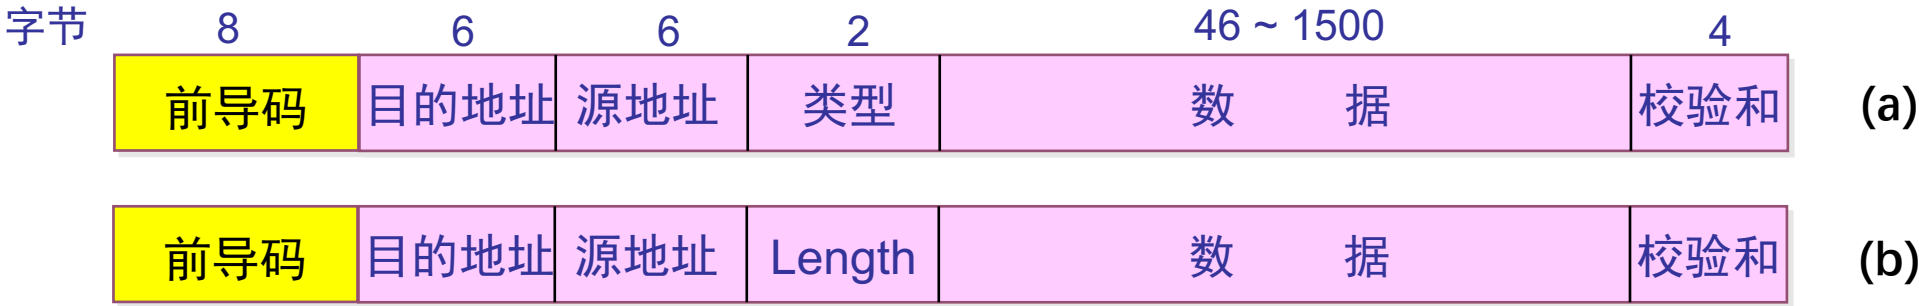 字节 8 6 6 2 46 ~ 1500 4
前导码 目的地址 源地址 类型 数 据 校验和 (a)
前导码 目的地址 源地址 Length 数 据 校验和 (b)